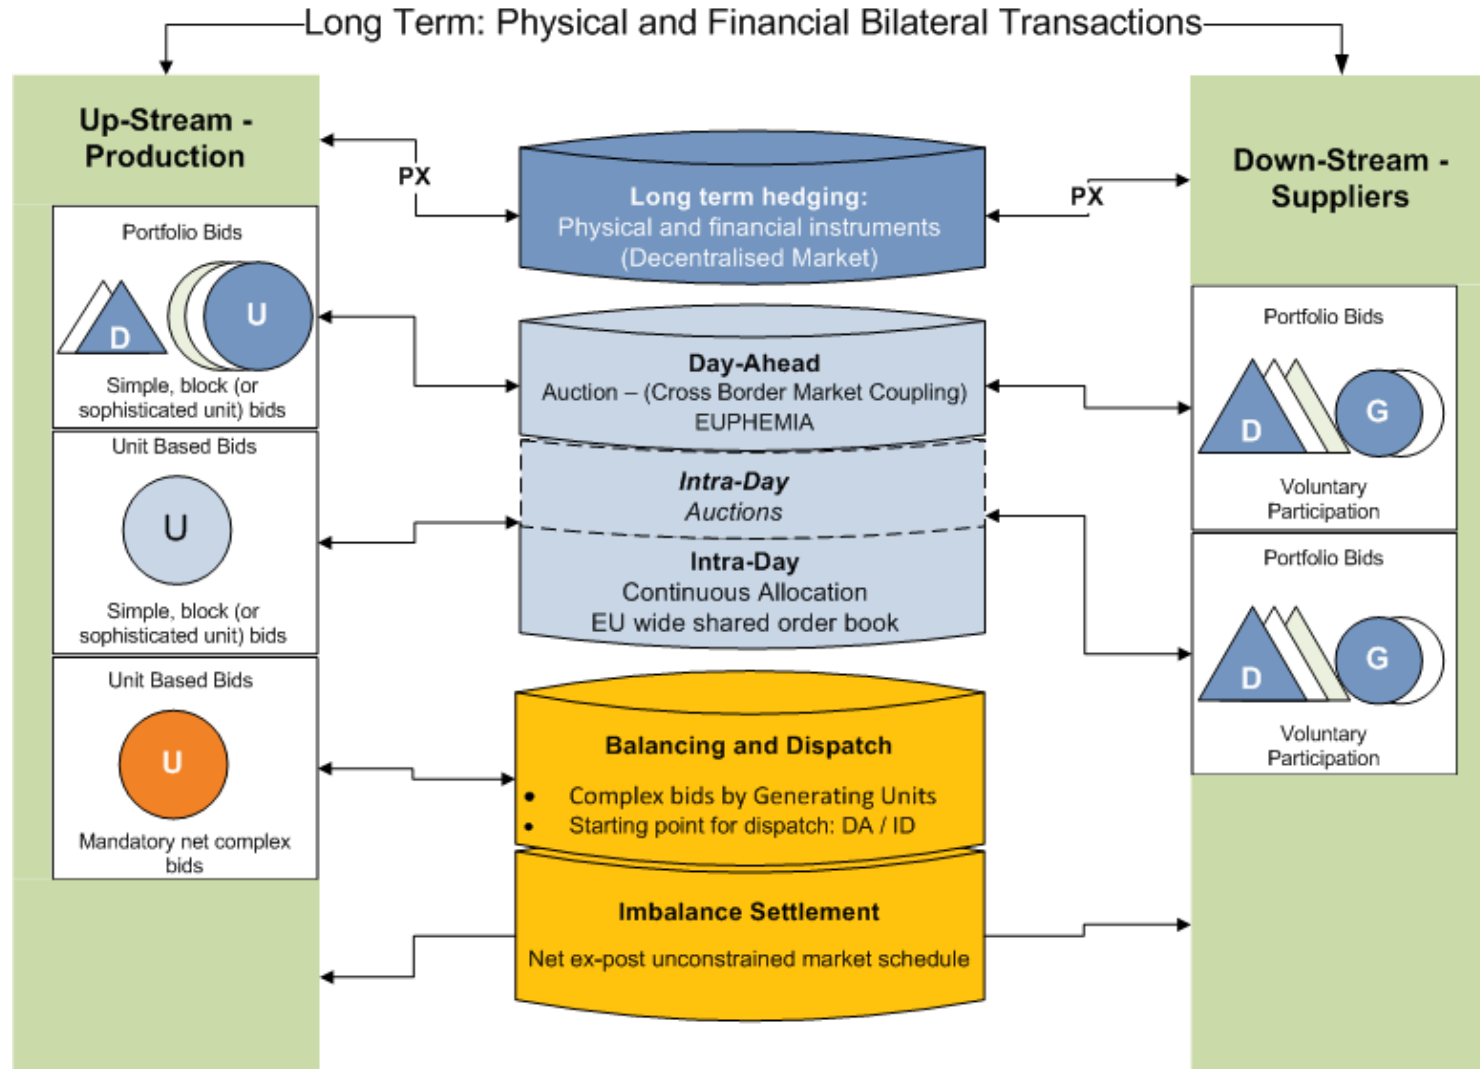 Long Term: Physical and Financial Bilateral Transactions
Up-Stream -
Production
PX
Long term hedging:
Physical and financial instruments
(Decentralised Market)
PX
Down-Stream -
Suppliers
Portfolio Bids
D
U
Simple, block (or
sophisticated unit) bids
Day-Ahead
Auction – (Cross Border Market Coupling)
EUPHEMIA
Portfolio Bids
D
G
Voluntary
Participation
Unit Based Bids
U
Simple, block (or
sophisticated unit) bids
Intra-Day
Auctions
Intra-Day
Continuous Allocation
EU wide shared order book
Portfolio Bids
D
G
Voluntary
Participation
Unit Based Bids
U
Mandatory net complex
bids
Balancing and Dispatch
• Complex bids by Generating Units
• Starting point for dispatch: DA / ID
Imbalance Settlement
Net ex-post unconstrained market schedule